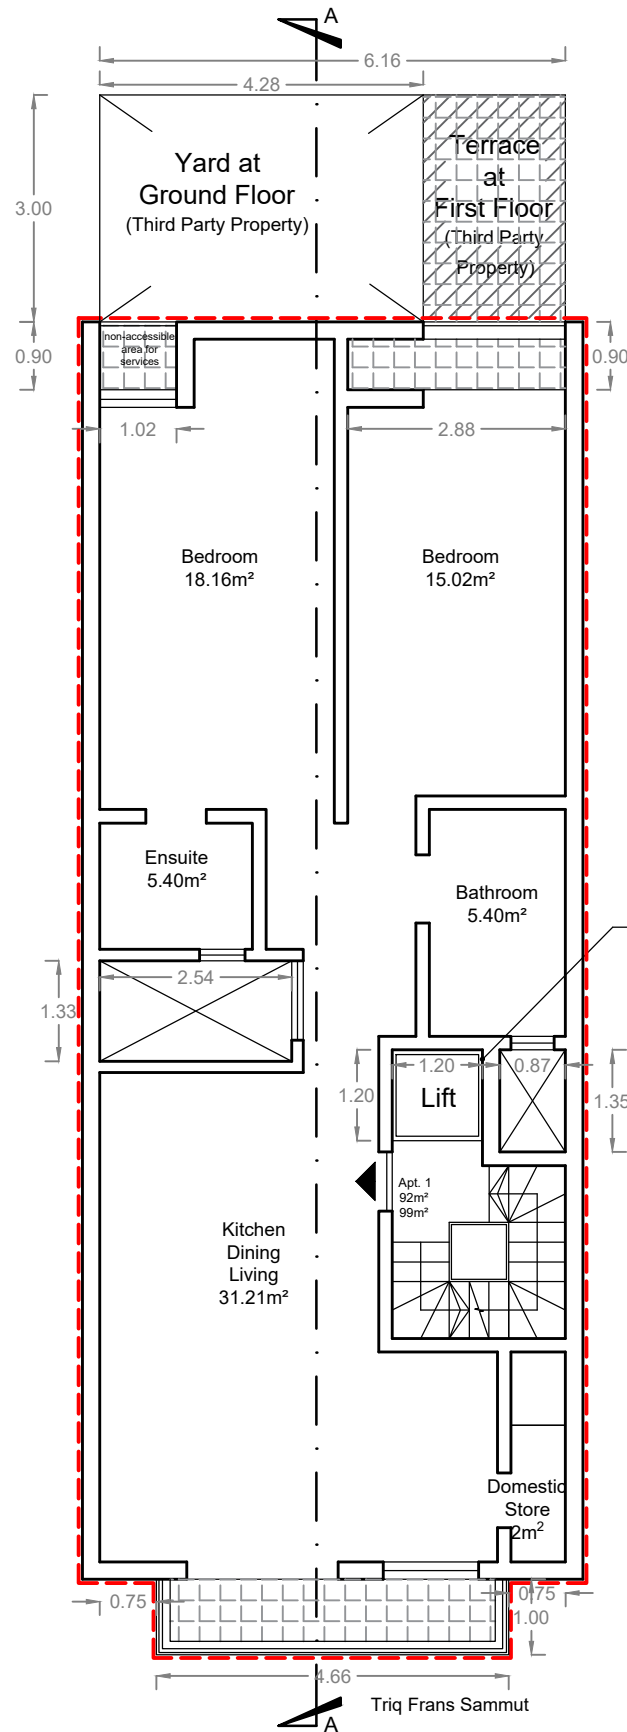 A
6.16
4.28
3.00
Yard at
Ground Floor
(Third Party Property)
Terrace
at
First Floor
(Third Party
Property)
0.90
non-accessible
area for
services
0.90
1.02
2.88
Bedroom
18.16m²
Bedroom
15.02m²
Ensuite
5.40m²
Bathroom
5.40m²
2.54
1.33
1.20
0.87
1.20
Lift
1.35
Apt. 1
92m²
99m²
Kitchen
Dining
Living
31.21m²
Domestic
Store
2m²
0.75
0.75
1.00
4.66
Triq Frans Sammut
A